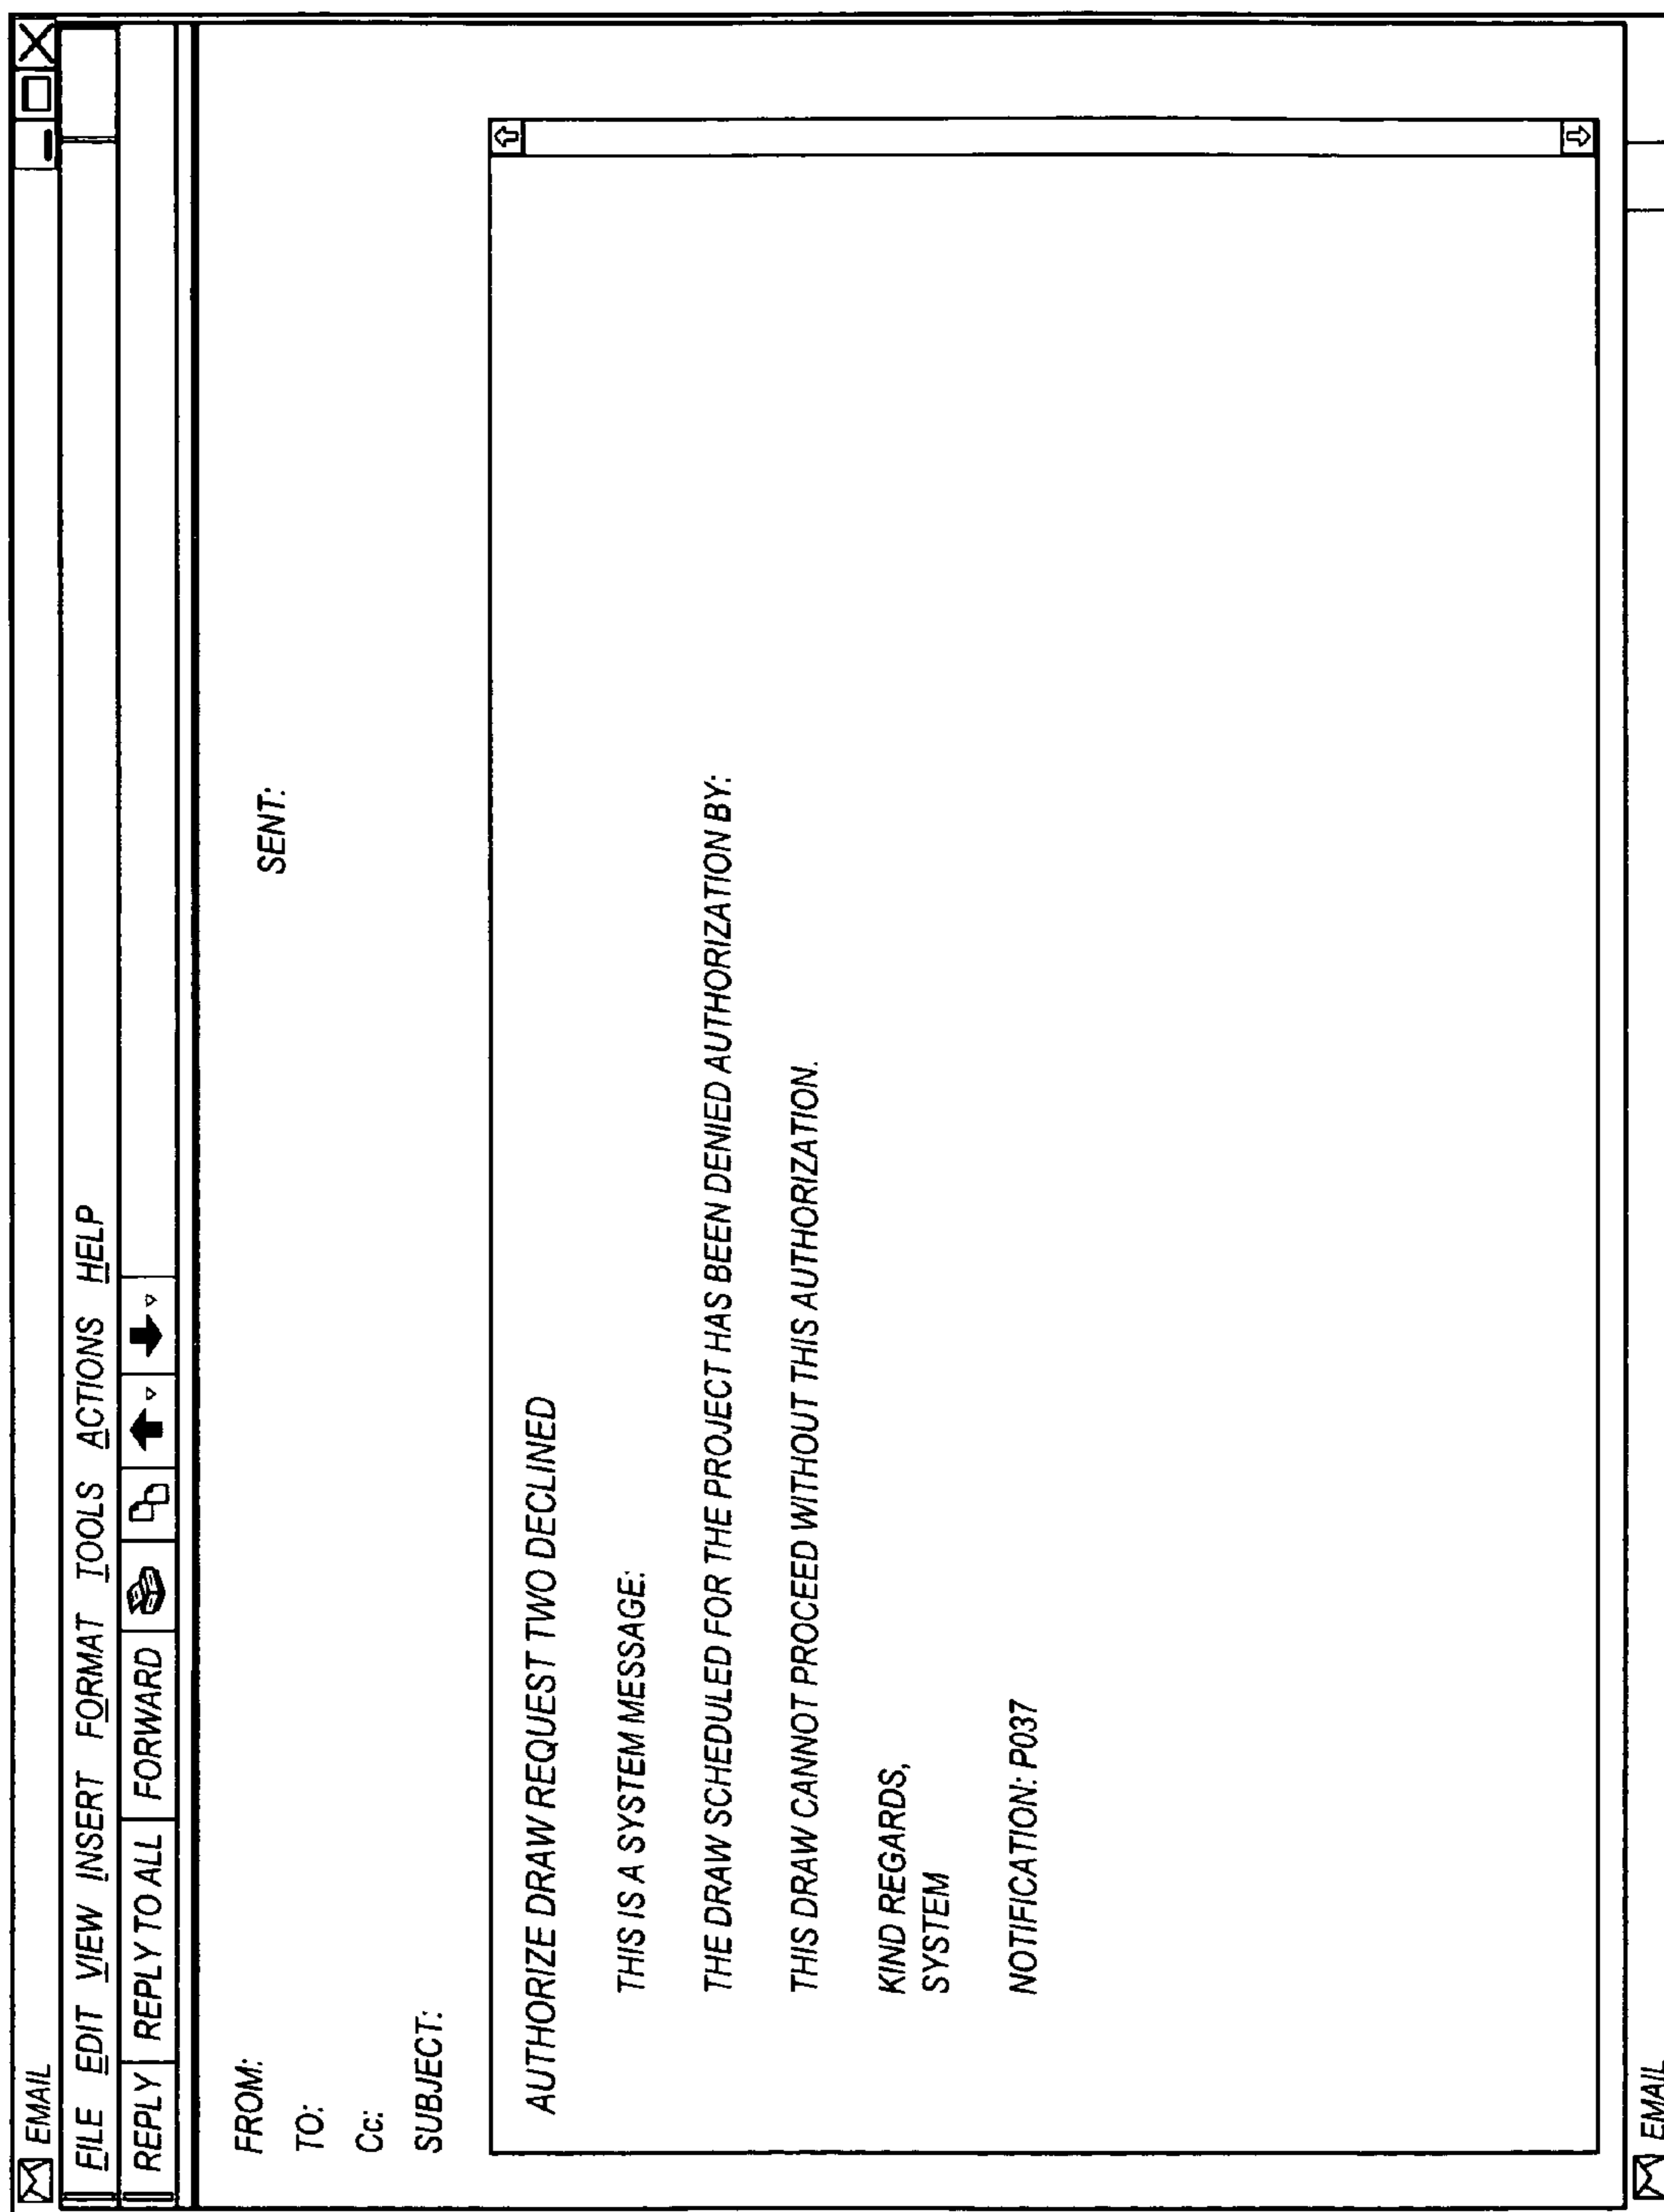 EMAIL
FILE EDIT VIEW INSERT FORMAT TOOLS ACTIONS HELP
REPLY REPLY TO ALL FORWARD
FROM:
SENT:
TO:
Cc:
SUBJECT:
AUTHORIZE DRAW REQUEST TWO DECLINED
THIS IS A SYSTEM MESSAGE:
THE DRAW SCHEDULED FOR THE PROJECT HAS BEEN DENIED AUTHORIZATION BY:
THIS DRAW CANNOT PROCEED WITHOUT THIS AUTHORIZATION.
KIND REGARDS,
SYSTEM
NOTIFICATION: P037
EMAIL